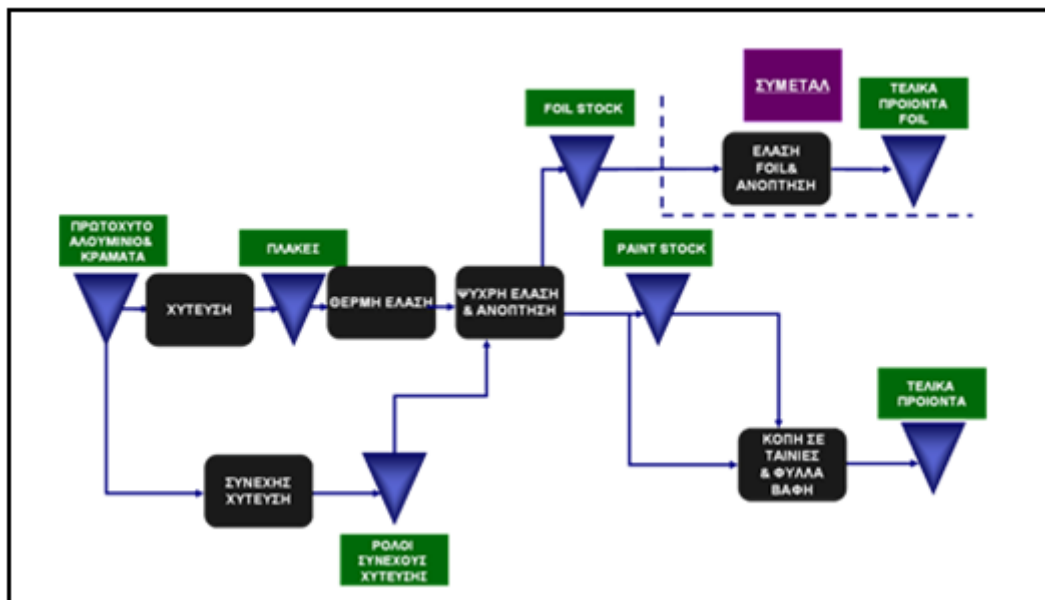 ΣΥΜΕΤΑΛ
FOIL STOCK
ΤΕΛΙΚΑ
ΠΡΟΙΟΝΤΑ
FOIL
ΕΛΑΣΗ
FOIL&
ΑΝΟΠΤΗΣΗ
ΠΡΩΤΟΧΥΤΟ
ΑΛΟΥΜΙΝΙΟ&
ΚΡΑΜΑΤΑ
ΠΛΑΚΕΣ
PAINT STOCK
ΧΥΤΕΥΣΗ
ΘΕΡΜΗ ΕΛΑΣΗ
ΨΥΧΡΗ ΕΛΑΣΗ
& ΑΝΟΠΤΗΣΗ
ΤΕΛΙΚΑ
ΠΡΟΙΟΝΤΑ
ΚΟΠΗ ΣΕ
ΤΑΙΝΙΕΣ
& ΦΥΛΛΑ
ΒΑΦΗ
ΣΥΝΕΧΗΣ
ΧΥΤΕΥΣΗ
ΡΟΛΟΙ
ΣΥΝΕΧΟΥΣ
ΧΥΤΕΥΣΗΣ